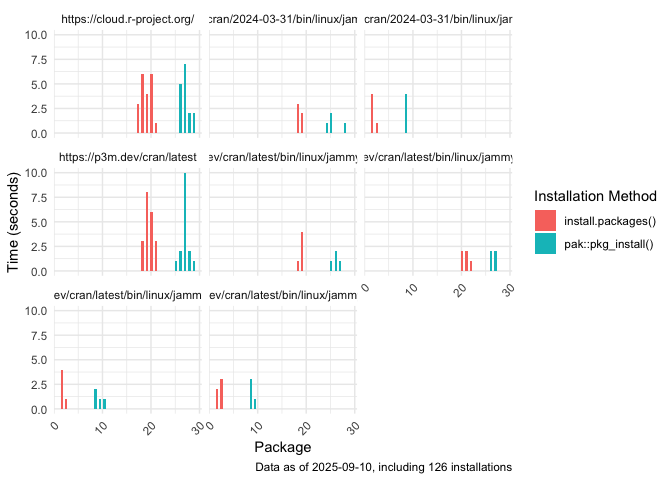 https://cloud.r-project.org/
cran/2024-03-31/bin/linux/jam
cran/2024-03-31/bin/linux/jam
10.0
7.5
5.0
2.5
0.0
https://p3m.dev/cran/latest
ev/cran/latest/bin/linux/jammy
ev/cran/latest/bin/linux/jammy
10.0
7.5
5.0
2.5
0.0
0
10
20
30
ev/cran/latest/bin/linux/jamm
ev/cran/latest/bin/linux/jamm
10.0
7.5
5.0
2.5
0.0
0
10
20
30
0
10
20
30
Time (seconds)
Package
Installation Method
install.packages()
pak::pkg_install()
Data as of 2025-09-10, including 126 installations